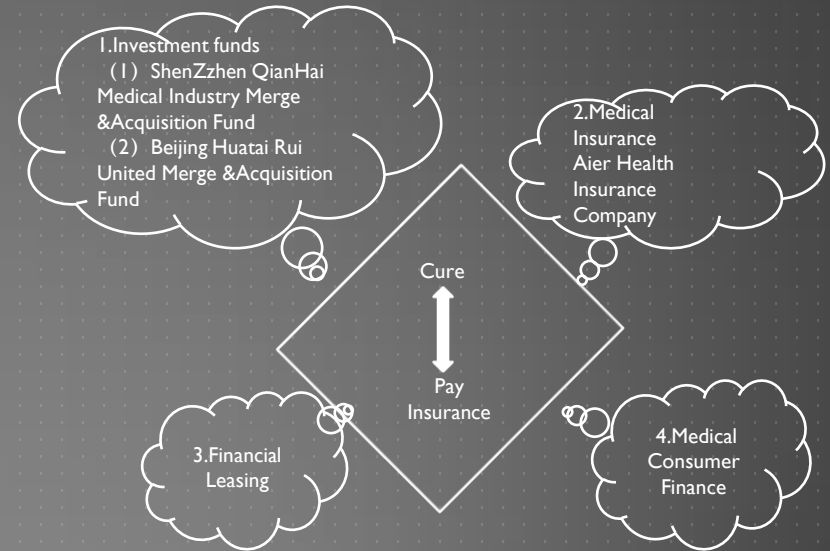 1.Investment funds
（1） ShenZzhen QianHai
Medical Industry Merge
&Acquisition Fund
（2） Beijing Huatai Rui
United Merge &Acquisition
Fund
2.Medical
Insurance
Aier Health
Insurance
Company
Cure
Pay
Insurance
3.Financial
Leasing
4.Medical
Consumer
Finance